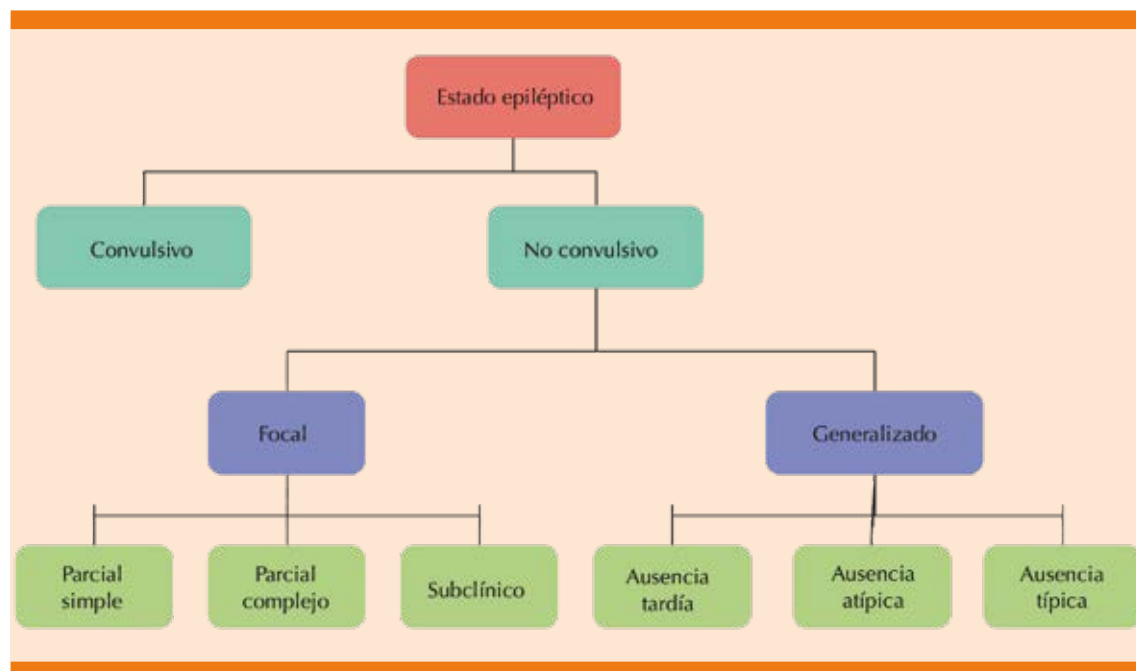 Estado epiléptico
Convulsivo
No convulsivo
Focal
Generalizado
Parcial
simple
Parcial
complejo
Subclínico
Ausencia
tardía
Ausencia
atípica
Ausencia
típica